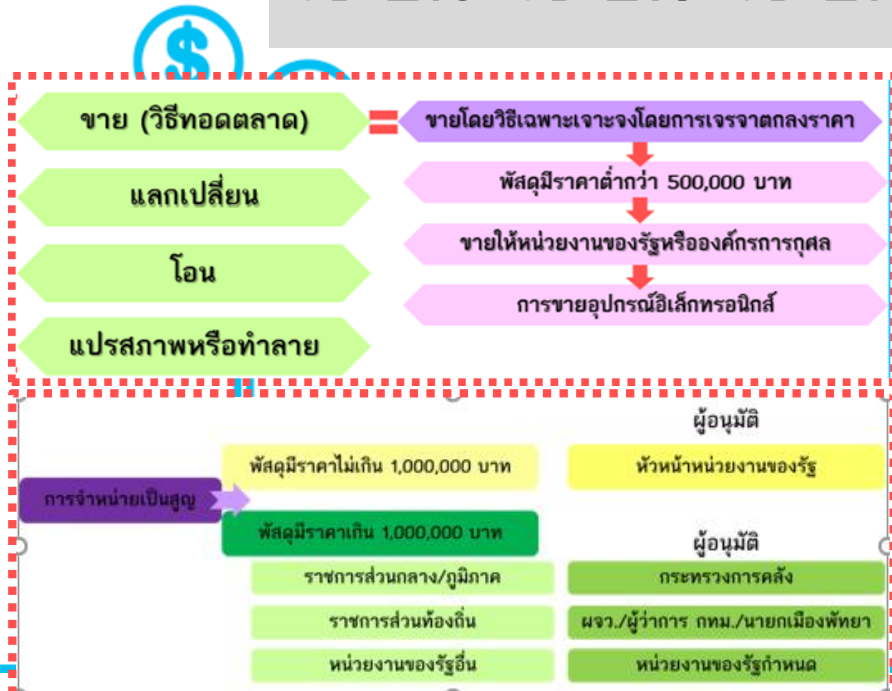 $
ขาย (วิธีทอดตลาด)
แลกเปลี่ยน
โอน
แปรสภาพหรือทำลาย
ขายโดยวิธีเฉพาะเจาะจงโดยการเจรจาตกลงราคา
พัสดุมีราคาต่ำกว่า 500,000 บาท
ขายให้หน่วยงานของรัฐหรือองค์กรการกุศล
การขายอุปกรณ์อิเล็กทรอนิกส์
ผู้อนุมัติ
พัสดุมีราคาไม่เกิน 1,000,000 บาท
หัวหน้าหน่วยงานของรัฐ
การจำหน่ายเป็นสูญ
พัสดุมีราคาเกิน 1,000,000 บาท
ผู้อนุมัติ
ราชการส่วนกลาง/ภูมิภาค
กระทรวงการคลัง
ราชการส่วนท้องถิ่น
ผจว./ผู้ว่าการ กทม./นายกเมืองพัทยา
หน่วยงานของรัฐอื่น
หน่วยงานของรัฐกำหนด